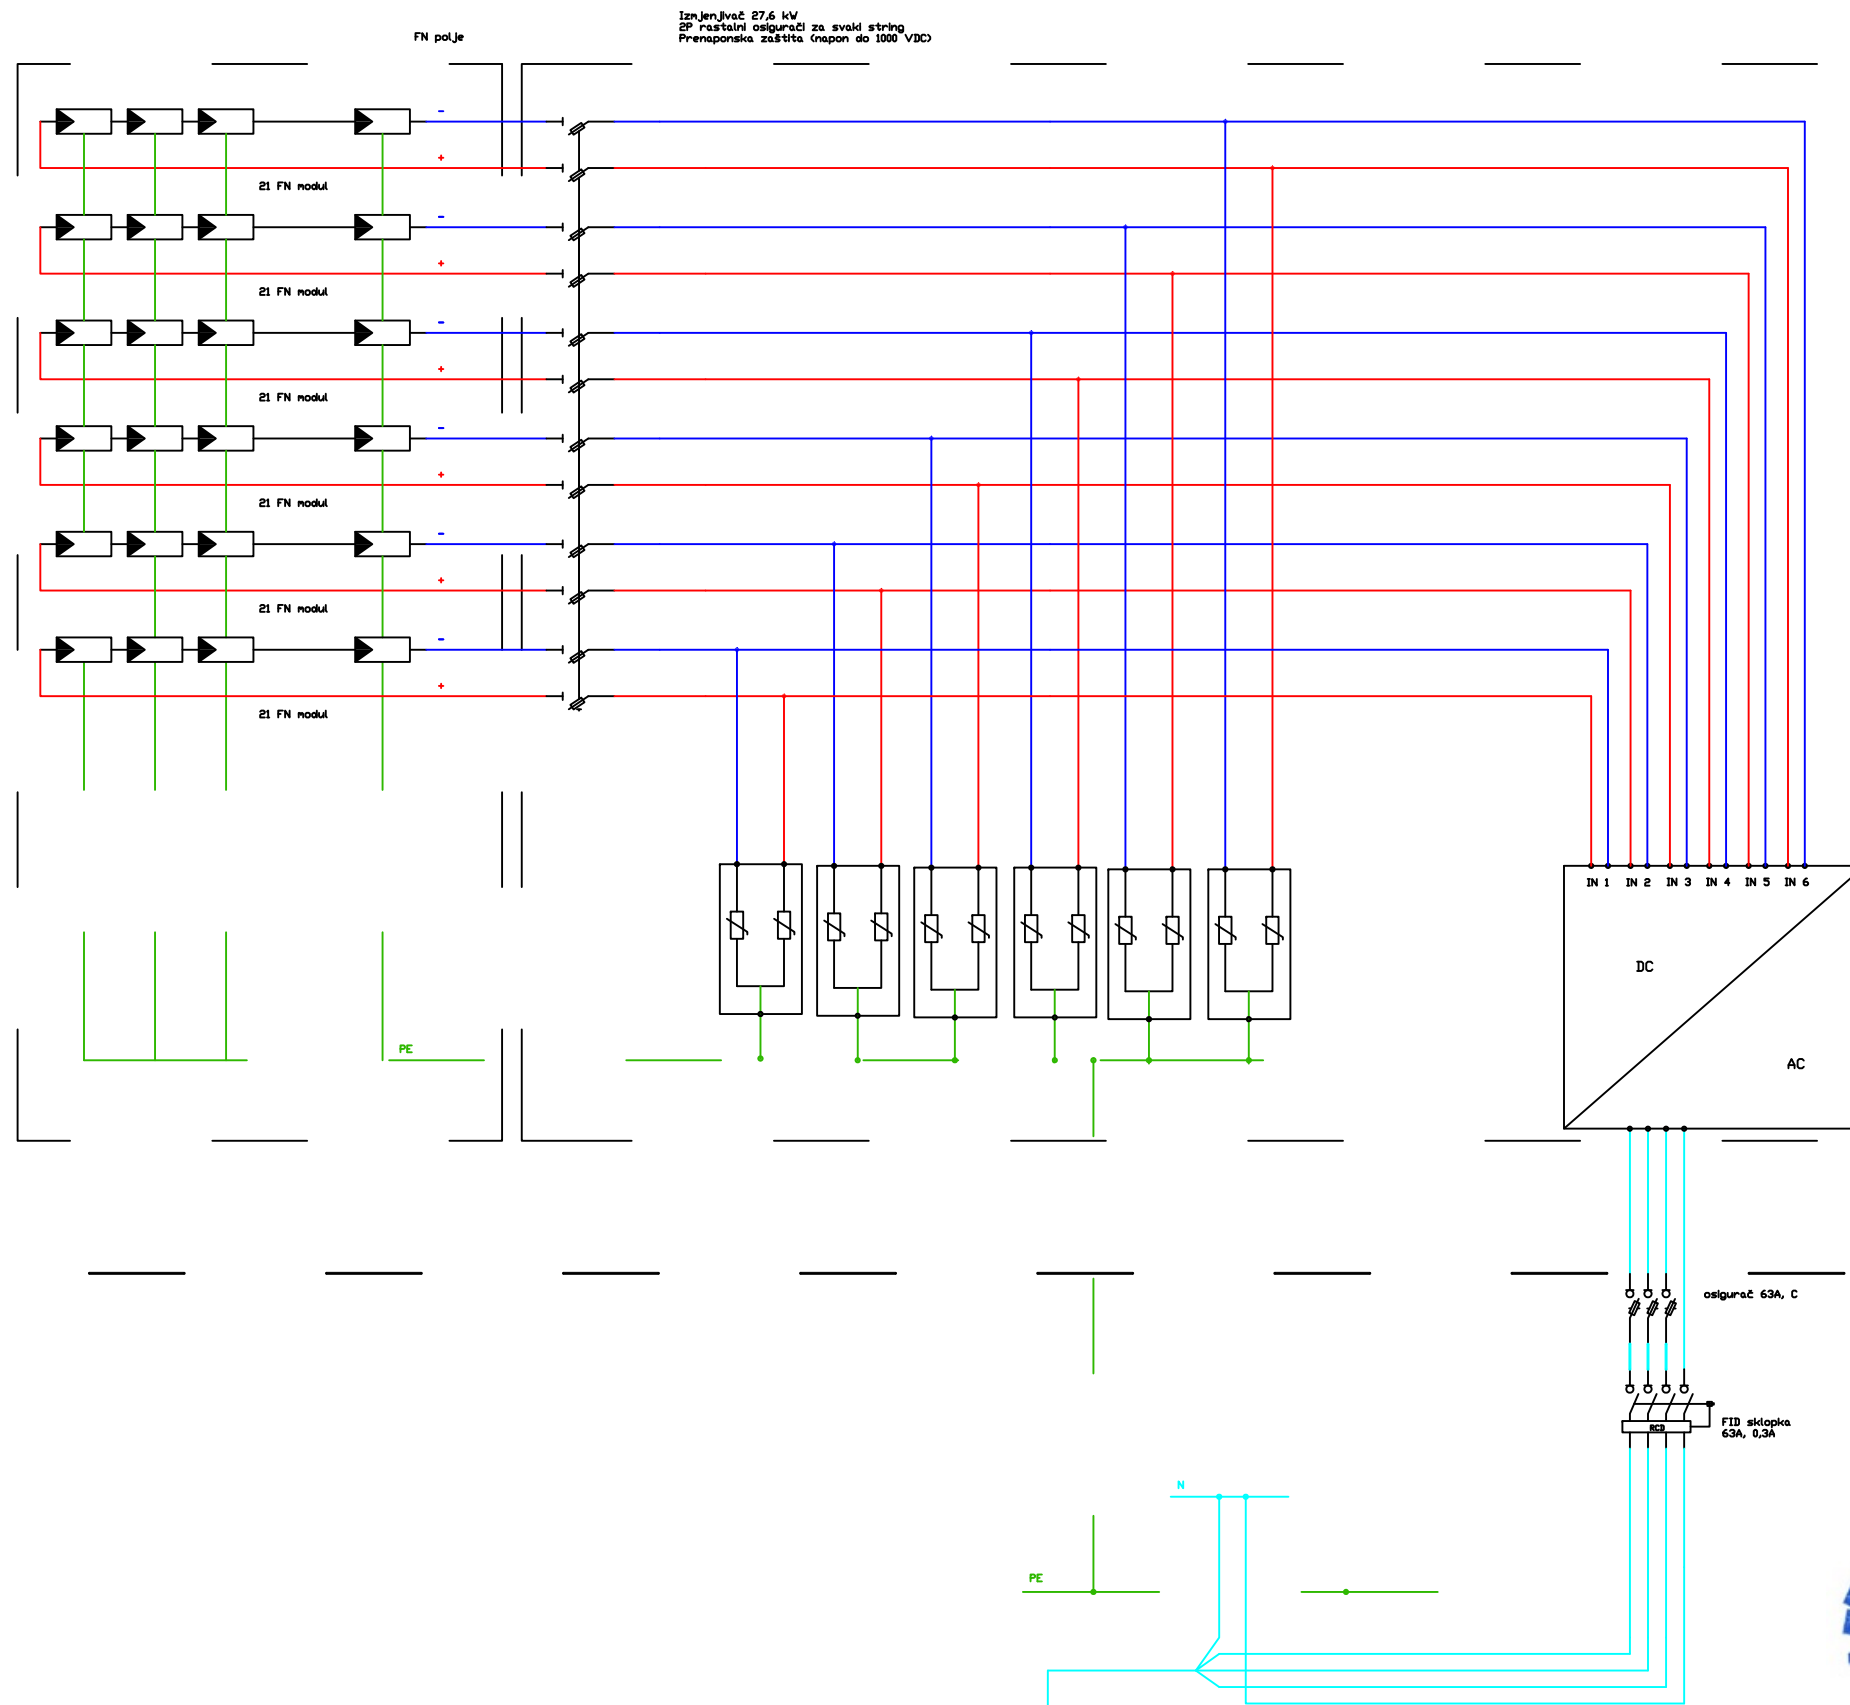 Izmjenjivač 27,6 kW
2P rastalni osigurači za svaki string
Prenaponska zaštita (napon do 1000 VDC)
FN polje
-
+
21 FN modul
-
+
21 FN modul
-
+
21 FN modul
-
+
21 FN modul
-
+
21 FN modul
-
+
21 FN modul
IN 1 IN 2 IN 3 IN 4 IN 5 IN 6
DC
PE
AC
osigurač 63A, C
FID sklopka
63A, 0,3A
RCD
N
PE